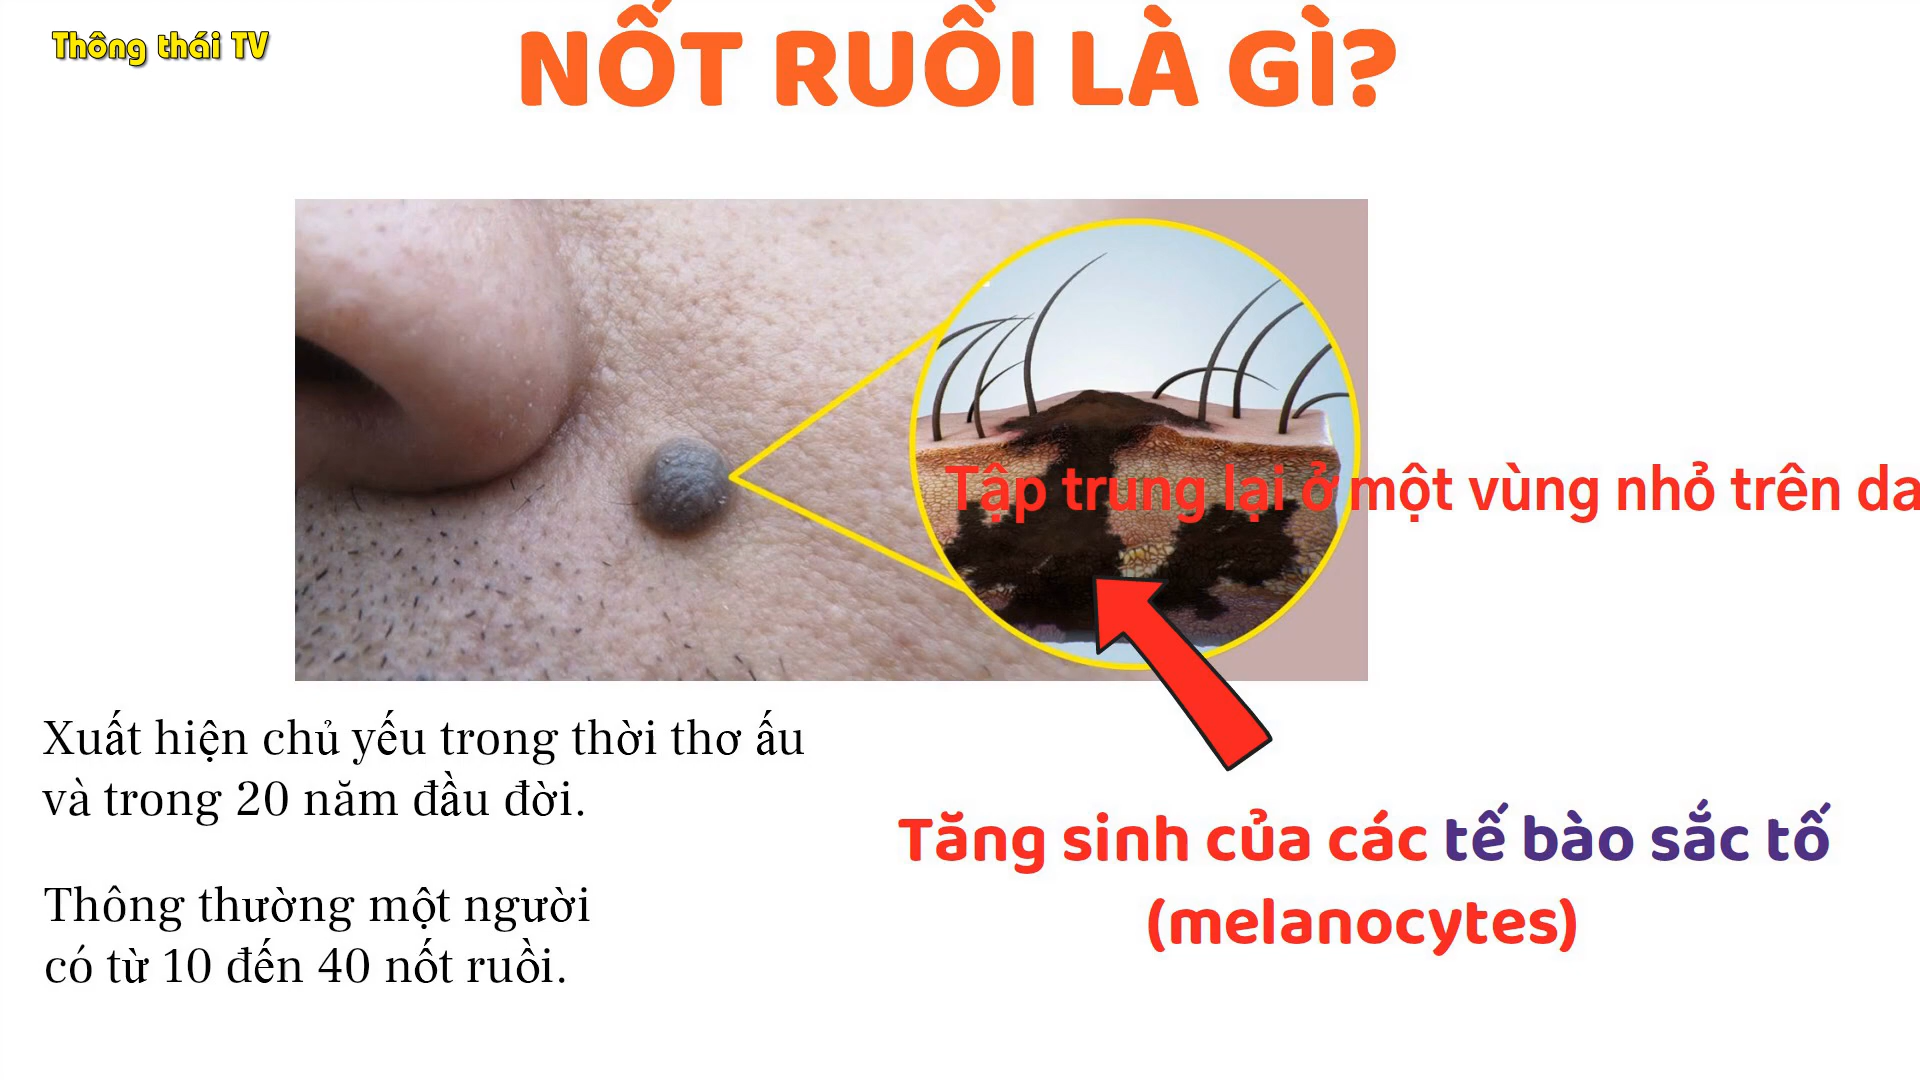 Thông thái TV
NỐT RUỒI LÀ GÌ?
Tập trung lại ở một vùng nhỏ trên da
Xuất hiện chủ yếu trong thời thơ ấu
và trong 20 năm đầu đời.
Thông thường một người
có từ 10 đến 40 nốt ruồi.
Tăng sinh của các tế bào sắc tố
(melanocytes)